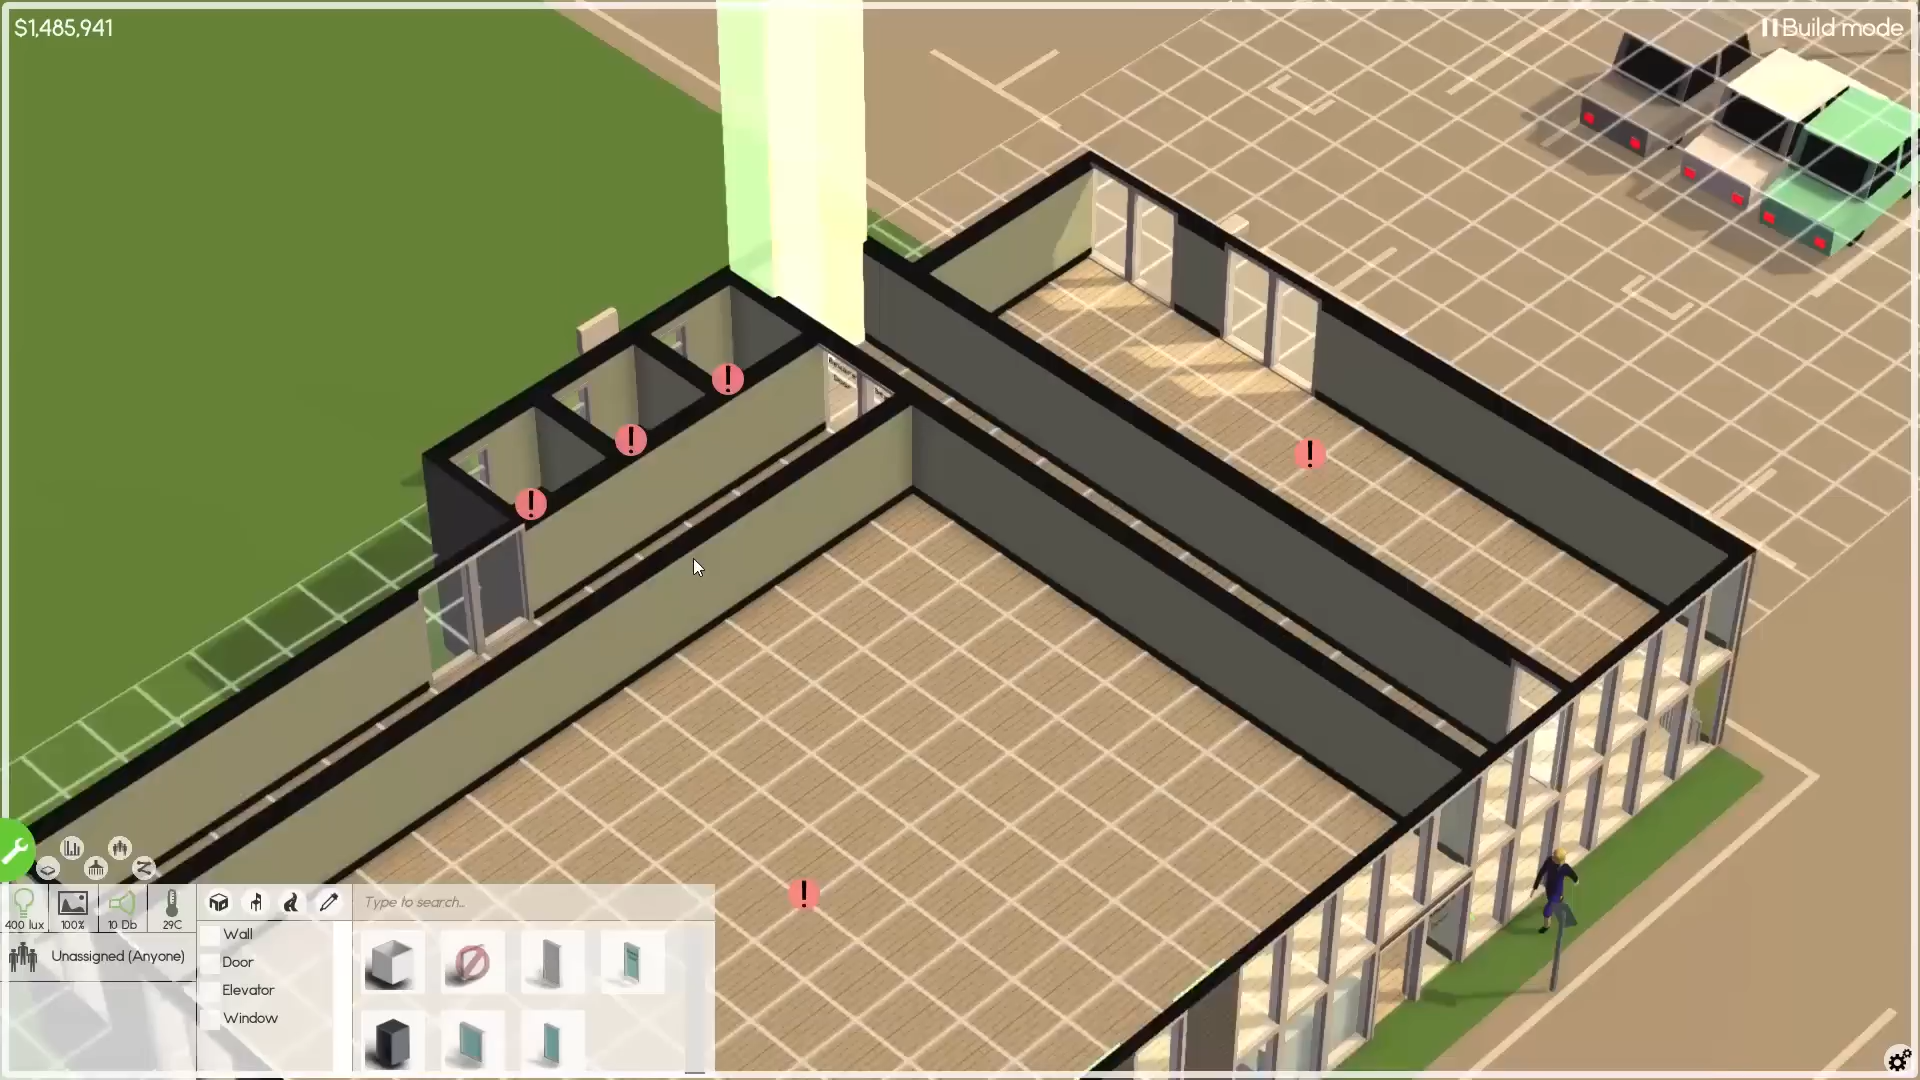 $1,485,941
Build mode
400 lux
100%
10 Db
29C
Unassigned (Anyone)
Type to search...
Wall
Door
Elevator
Window